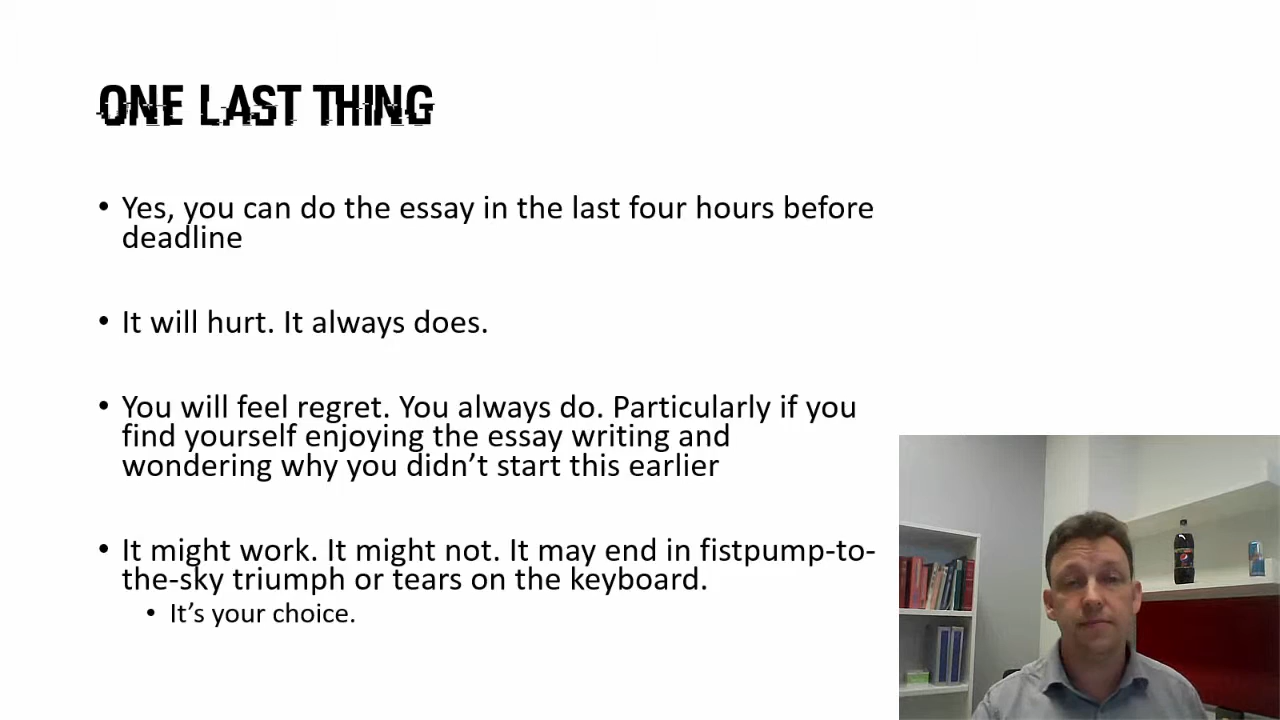 ONE LAST THING
• Yes, you can do the essay in the last four hours before
deadline
• It will hurt. It always does.
• You will feel regret. You always do. Particularly if you
find yourself enjoying the essay writing and
wondering why you didn’t start this earlier
• It might work. It might not. It may end in fistpump-to-
the-sky triumph or tears on the keyboard.
• It’s your choice.